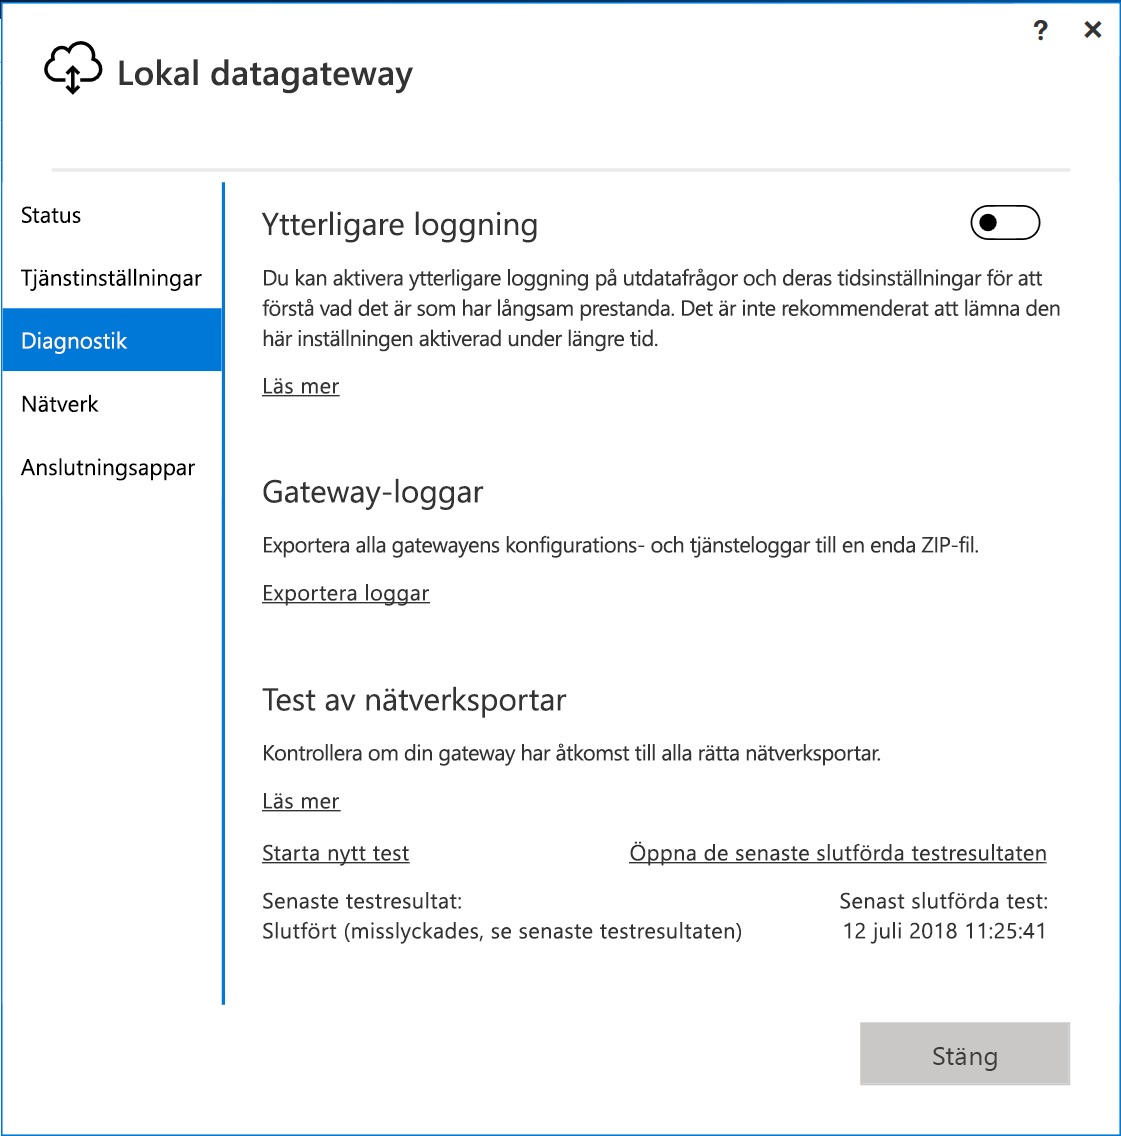 ?
Lokal datagateway
Status
Tjänstinställningar
Diagnostik
Nätverk
Anslutningsappar
Ytterligare loggning
Du kan aktivera ytterligare loggning på utdatafrågor och deras tidsinställningar för att
förstå vad det är som har långsam prestanda. Det är inte rekommenderat att lämna den
här inställningen aktiverad under längre tid.
Läs mer
Gateway-loggar
Exportera alla gatewayens konfigurations- och tjänsteloggar till en enda ZIP-fil.
Exportera loggar
Test av nätverksportar
Kontrollera om din gateway har åtkomst till alla rätta nätverksportar.
Läs mer
Starta nytt test
Öppna de senaste slutförda testresultaten
Senaste testresultat:
Slutfört (misslyckades, se senaste testresultaten)
Senast slutförda test:
12 juli 2018 11:25:41
Stäng